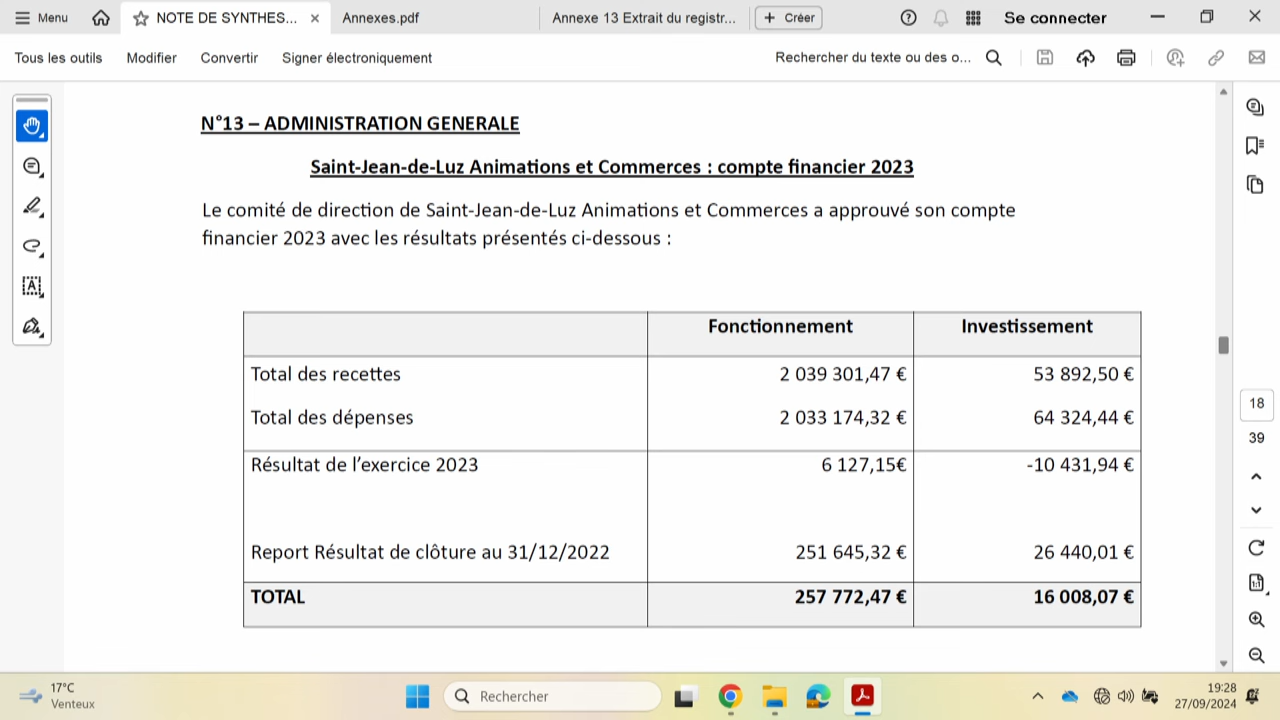 Menu
NOTE DE SYNTHES...
Annexes.pdf
Annexe 13 Extrait du registr...
Créer
Se connecter
Tous les outils
Modifier
Convertir
Signer électroniquement
Rechercher du texte ou des o...
N°13 – ADMINISTRATION GENERALE
Saint-Jean-de-Luz Animations et Commerces : compte financier 2023
Le comité de direction de Saint-Jean-de-Luz Animations et Commerces a approuvé son compte
financier 2023 avec les résultats présentés ci-dessous :
Fonctionnement Investissement
Total des recettes 2 039 301,47 € 53 892,50 €
Total des dépenses 2 033 174,32 € 64 324,44 €
Résultat de l’exercice 2023 6 127,15€ -10 431,94 €
Report Résultat de clôture au 31/12/2022 251 645,32 € 26 440,01 €
TOTAL 257 772,47 € 16 008,07 €
18
39
17°C
Venteux
Rechercher
19:28
27/09/2024